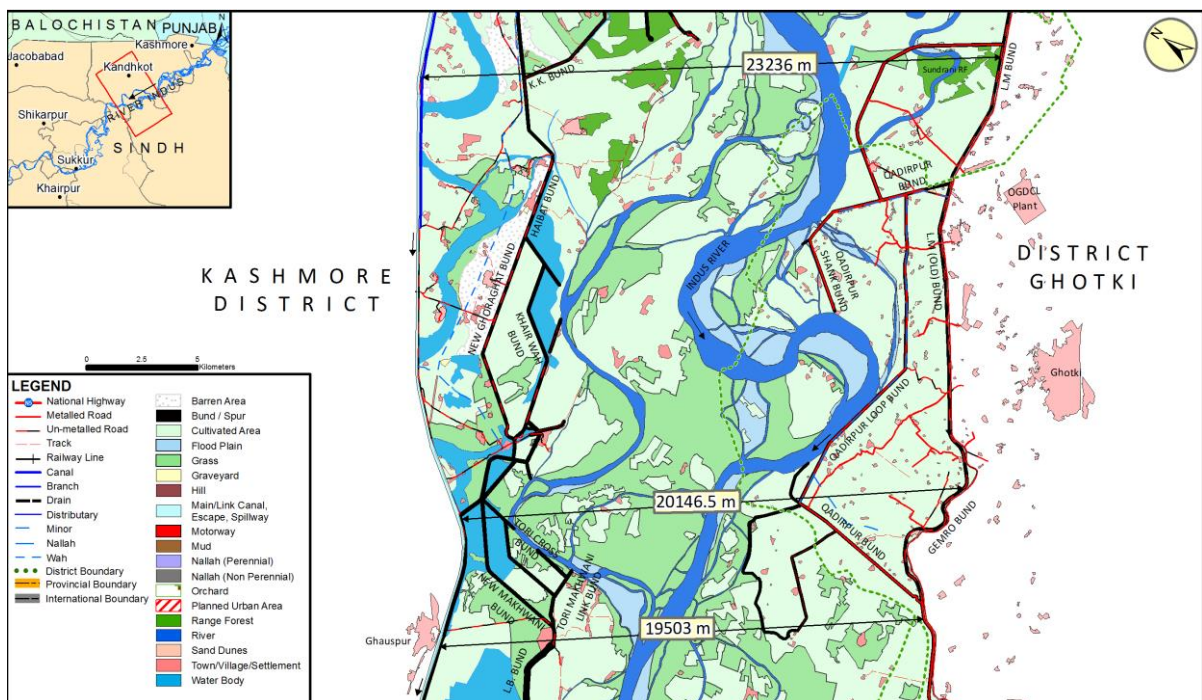 BALOCHISTAN
PUNJAB
N
Kashmore
Jacobabad
Kandhkot
RIVER INDUS
Shikarpur
SINDH
Sukkur
Khairpur
N
23236 m
K.K. BUND
Sundrani RF
L.M BUND
QADIRPUR
BUND
OGDCL
Plant
HAIBAT BUND
KASHMORE
DISTRICT
INDUS RIVER
QADIRPUR
SHANK BUND
L.M (OLD) BUND
DISTRICT
GHOTKI
NEW GHORAGHAT BUND
KHAIR WAH
BUND
Ghotki
QADIRPUR LOOP BUND
20146.5 m
TORI CROSS
BUND
QADIRPUR BUND
GEMRO BUND
NEW MAKHWANI
BUND
TORI MAKHWANI
LINK BUND
19503 m
Ghauspur
L.B. BUND
0 2.5 5
Kilometers
LEGEND
National Highway
Metalled Road
Un-metalled Road
Track
Railway Line
Canal
Branch
Drain
Distributary
Minor
Nallah
Wah
District Boundary
Provincial Boundary
International Boundary
Barren Area
Bund / Spur
Cultivated Area
Flood Plain
Grass
Graveyard
Hill
Main/Link Canal,
Escape, Spillway
Motorway
Mud
Nallah (Perennial)
Nallah (Non Perennial)
Orchard
Planned Urban Area
Range Forest
River
Sand Dunes
Town/Village/Settlement
Water Body